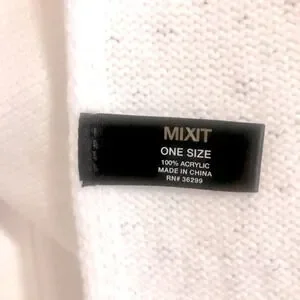 MIXIT
ONE SIZE
100% ACRYLIC
MADE IN CHINA
RN# 36299